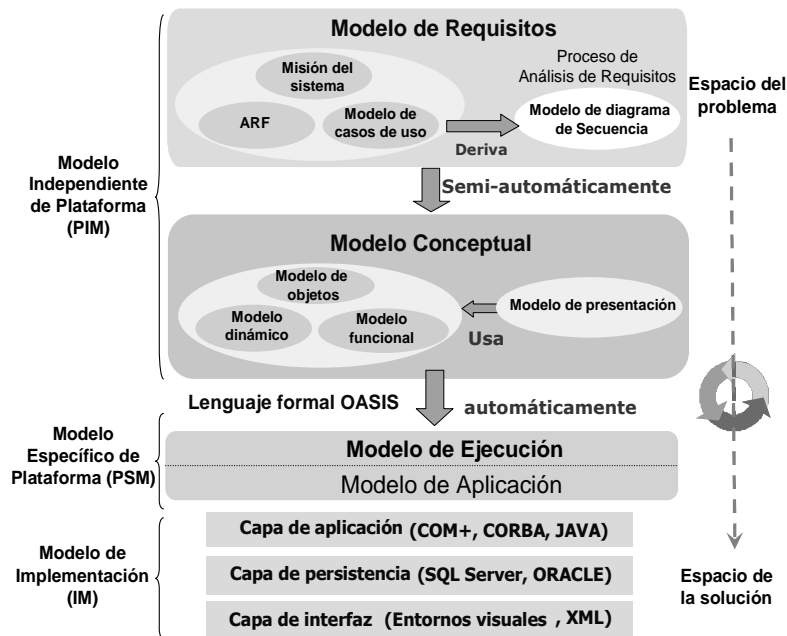 Modelo de Requisitos
Misión del
sistema
ARF
Modelo de
casos de uso
Deriva
Proceso de
Análisis de Requisitos
Modelo de diagrama
de Secuencia
Espacio del
problema
Modelo
Independiente
de Plataforma
(PIM)
Semi-automáticamente
Modelo Conceptual
Modelo de
objetos
Modelo
dinámico
Modelo
funcional
Usa
Modelo de presentación
Lenguaje formal OASIS
automáticamente
Modelo
Específico de
Plataforma (PSM)
Modelo de Ejecución
Modelo de Aplicación
Modelo de
Implementación
(IM)
Capa de aplicación (COM+, CORBA, JAVA)
Capa de persistencia (SQL Server, ORACLE)
Capa de interfaz (Entornos visuales , XML)
Espacio de
la solución